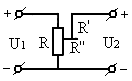 + R' +
U₁ R R'' U₂
− −